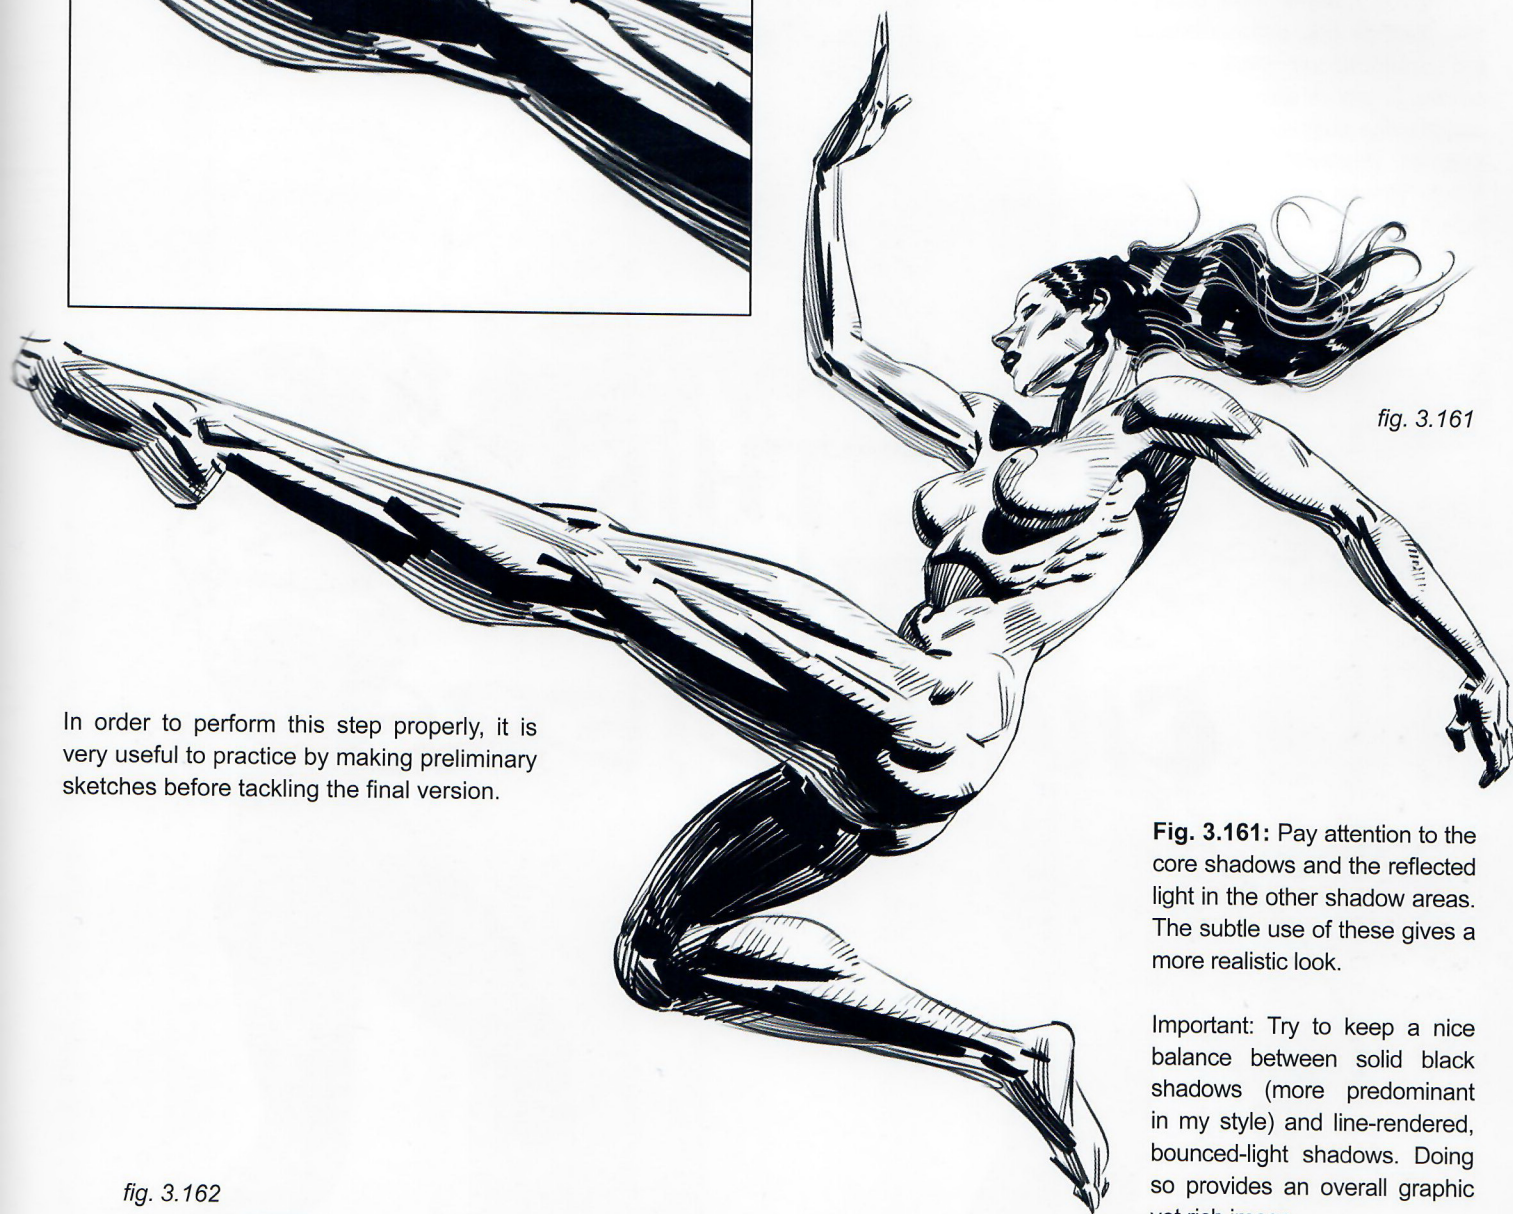 fig. 3.161
In order to perform this step properly, it is
very useful to practice by making preliminary
sketches before tackling the final version.
Fig. 3.161: Pay attention to the
core shadows and the reflected
light in the other shadow areas.
The subtle use of these gives a
more realistic look.
Important: Try to keep a nice
balance between solid black
shadows (more predominant
in my style) and line-rendered,
bounced-light shadows. Doing
so provides an overall graphic
fig. 3.162